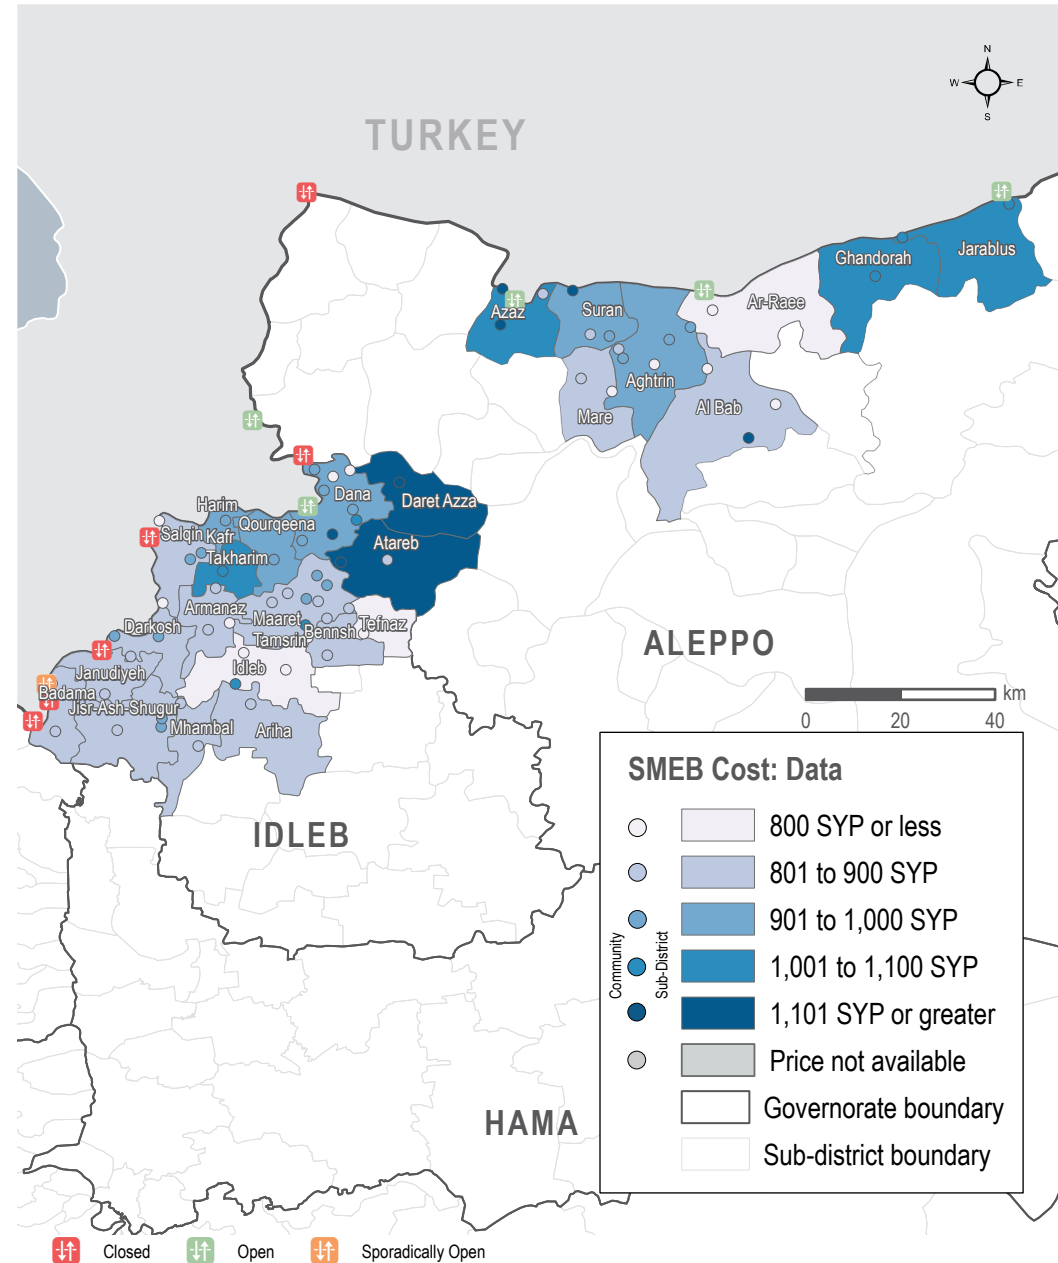 N
W E
S
TURKEY
Jarablus
Ghandorah
Ar-Raee
Azaz
Suran
Aghtrin
Al Bab
Mare
Dana
Daret Azza
Harim
Qourqeena
Salqin
Kafr
Takharim
Atareb
Armanaz
Maaret
Tamsrin
Bennsh
Tefnaz
Darkosh
Idleb
Janudiyeh
Badama
Jisr-Ash-Shugur
Mhambal
Ariha
ALEPPO
km
0 20 40
IDLEB
HAMA
SMEB Cost: Data
Community
Sub-District
800 SYP or less
801 to 900 SYP
901 to 1,000 SYP
1,001 to 1,100 SYP
1,101 SYP or greater
Price not available
Governorate boundary
Sub-district boundary
Closed
Open
Sporadically Open